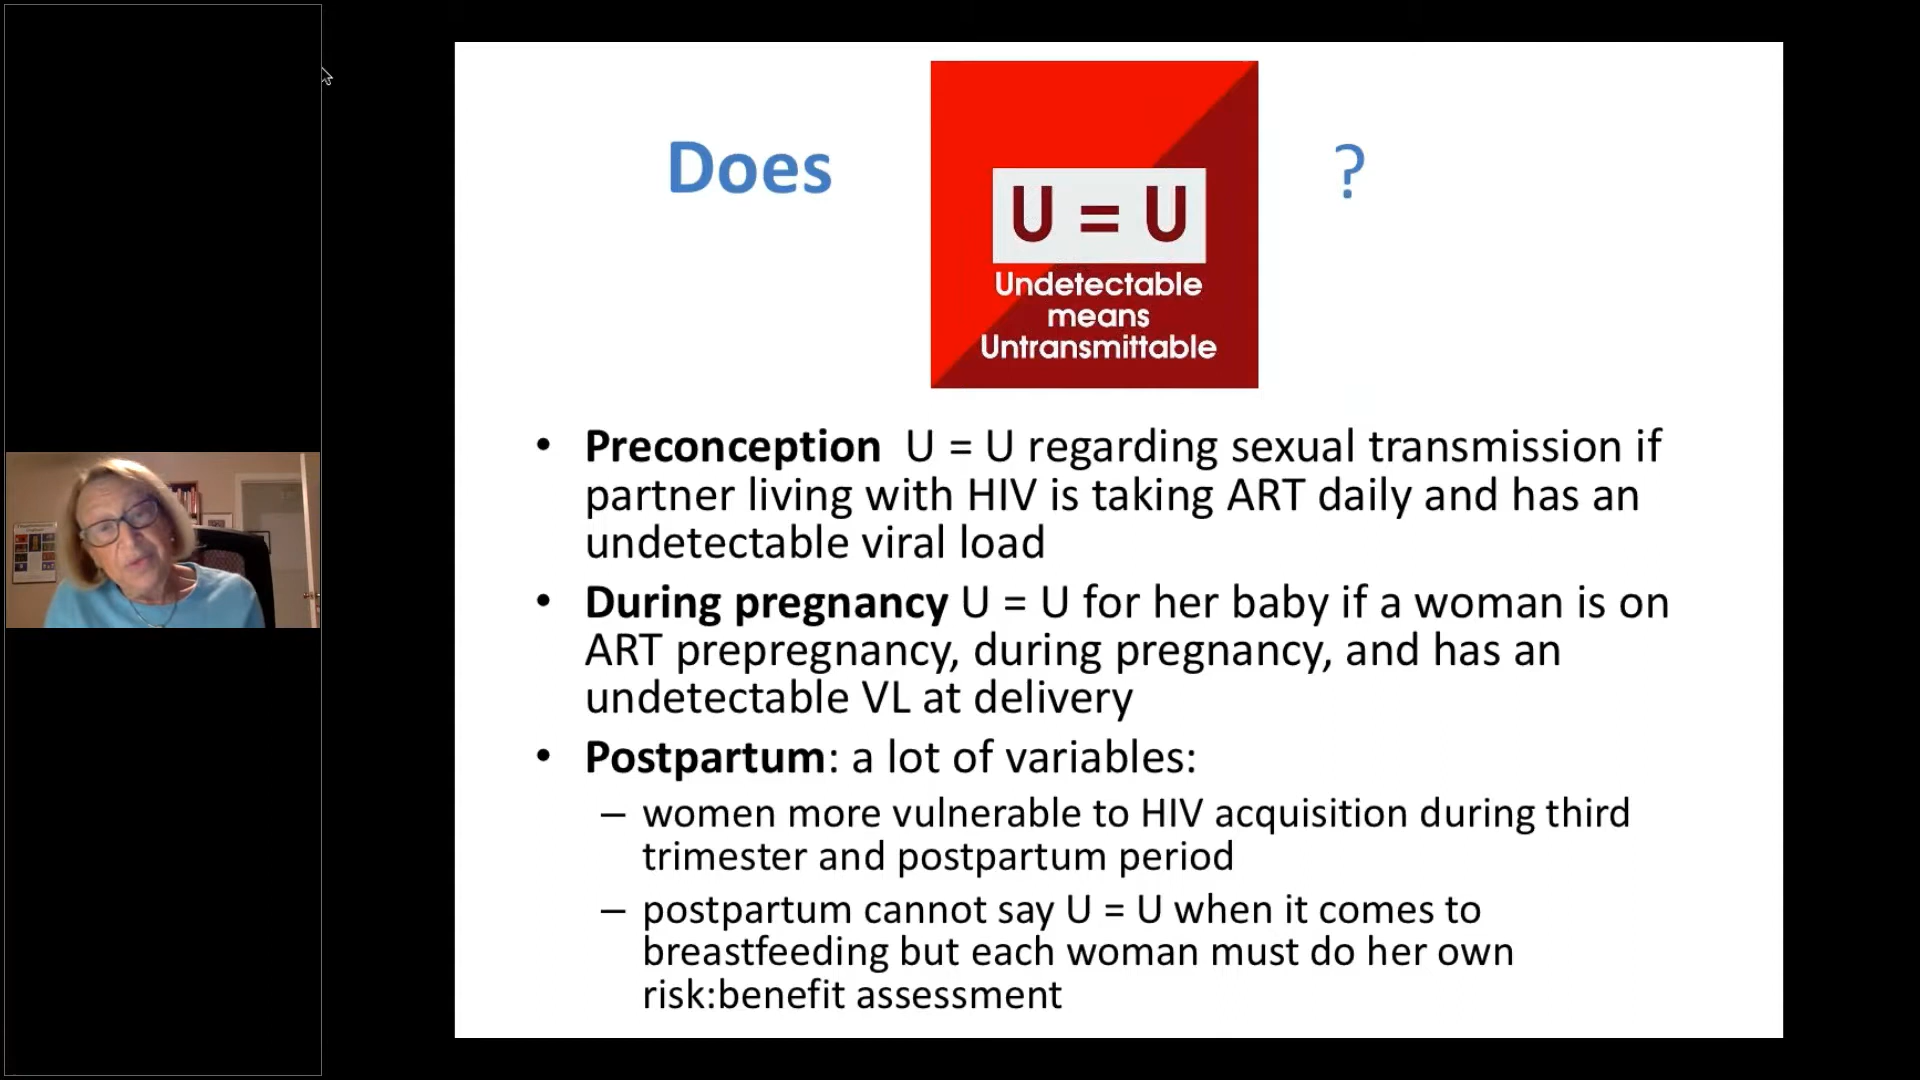 Does
U = U
Undetectable
means
Untransmittable
?
• Preconception U = U regarding sexual transmission if
partner living with HIV is taking ART daily and has an
undetectable viral load
• During pregnancy U = U for her baby if a woman is on
ART prepregnancy, during pregnancy, and has an
undetectable VL at delivery
• Postpartum: a lot of variables:
– women more vulnerable to HIV acquisition during third
trimester and postpartum period
– postpartum cannot say U = U when it comes to
breastfeeding but each woman must do her own
risk:benefit assessment